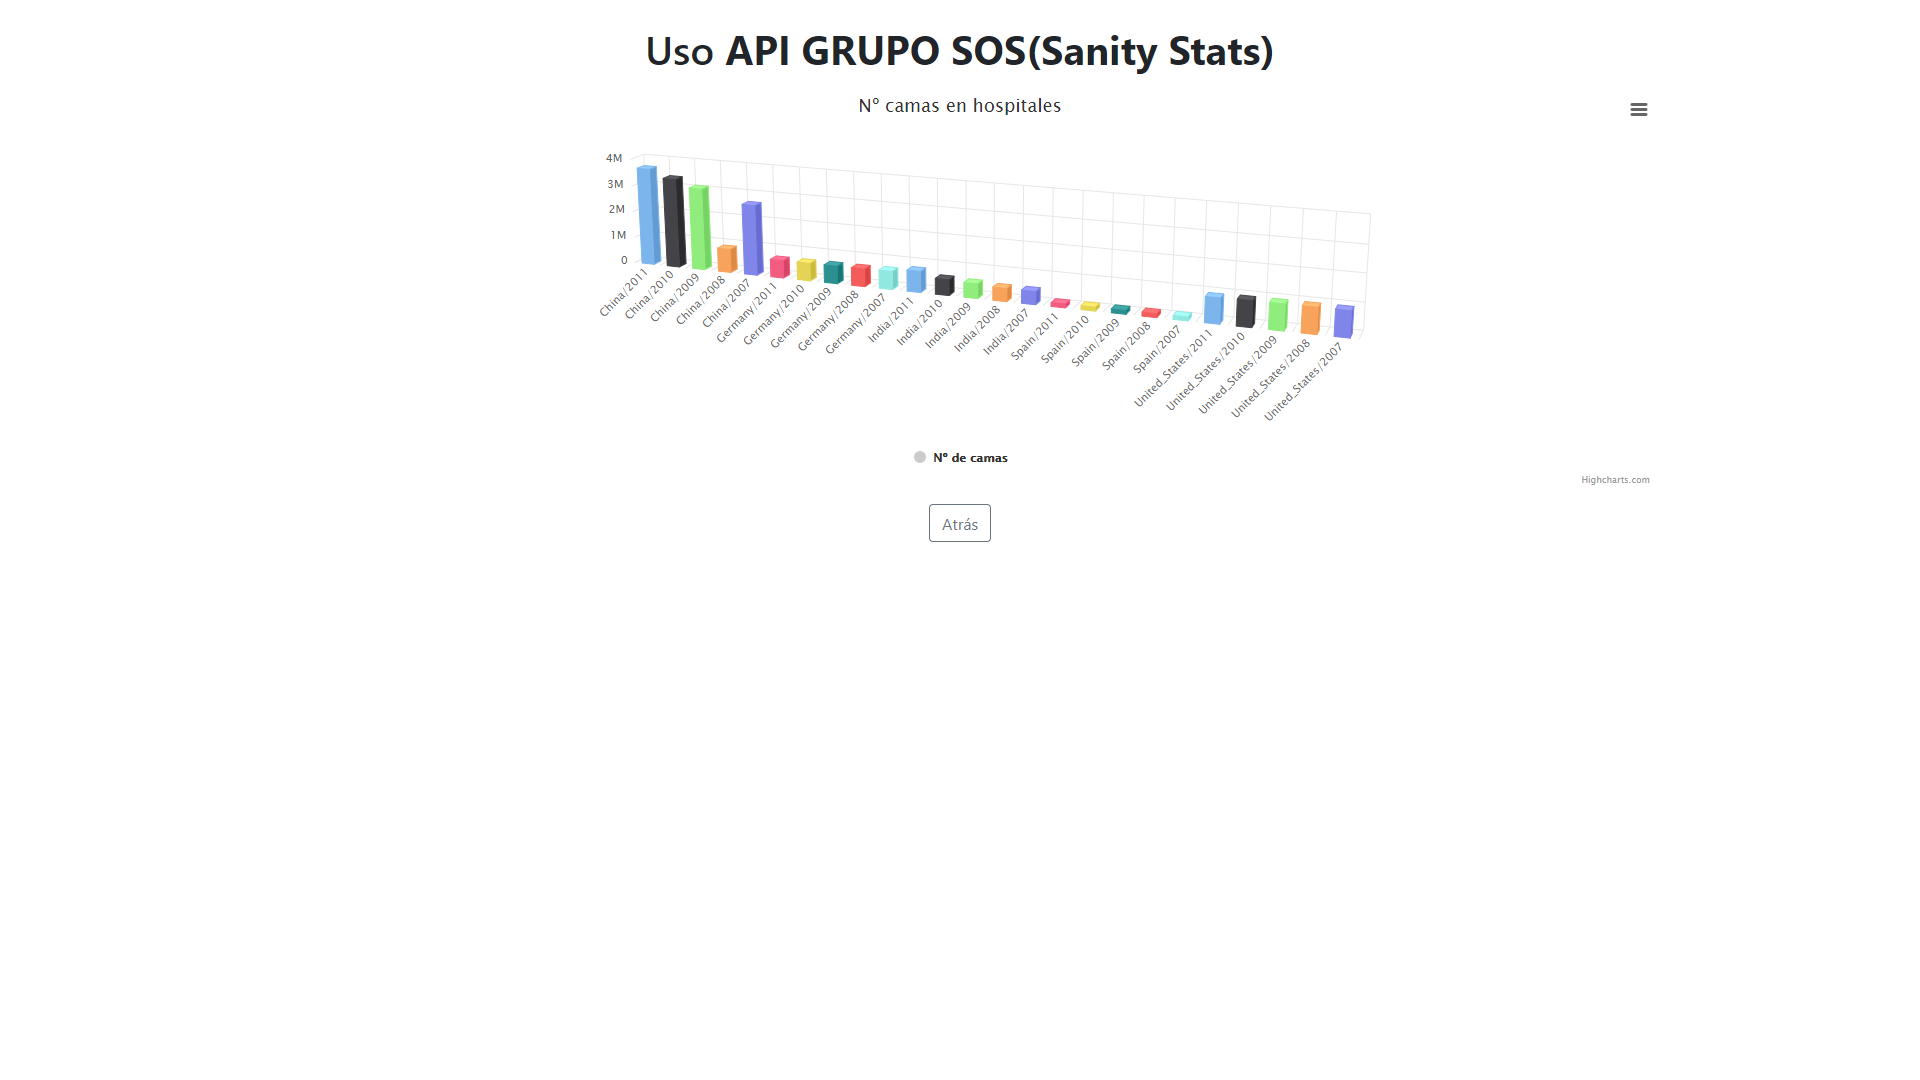 Uso API GRUPO SOS(Sanity Stats)
Nº camas en hospitales
4M
3M
2M
1M
0
China/2011
China/2010
China/2009
China/2008
China/2007
Germany/2011
Germany/2010
Germany/2009
Germany/2008
Germany/2007
India/2011
India/2010
India/2009
India/2008
India/2007
Spain/2011
Spain/2010
Spain/2009
Spain/2008
Spain/2007
United_States/2011
United_States/2010
United_States/2009
United_States/2008
United_States/2007
Nº de camas
Highcharts.com
Atrás